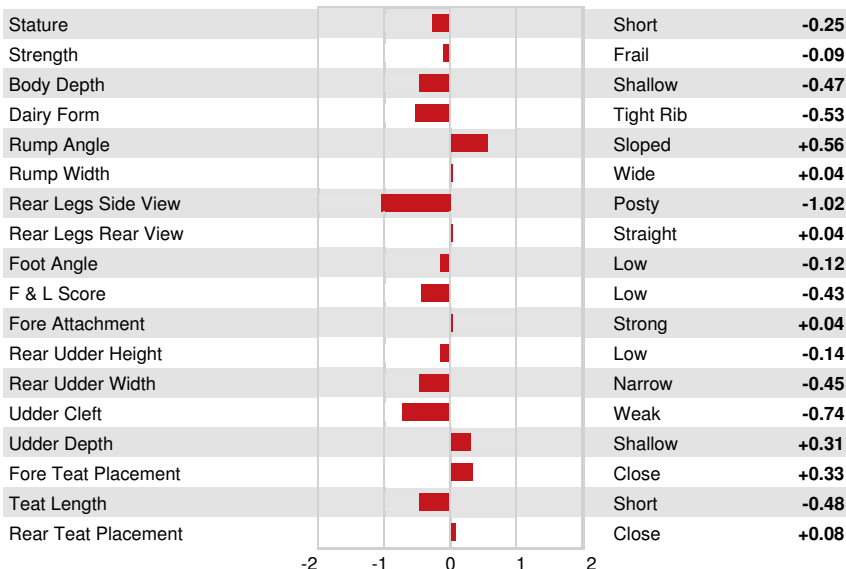 Stature Short -0.25
Strength Frail -0.09
Body Depth Shallow -0.47
Dairy Form Tight Rib -0.53
Rump Angle Sloped +0.56
Rump Width Wide +0.04
Rear Legs Side View Posty -1.02
Rear Legs Rear View Straight +0.04
Foot Angle Low -0.12
F & L Score Low -0.43
Fore Attachment Strong +0.04
Rear Udder Height Low -0.14
Rear Udder Width Narrow -0.45
Udder Cleft Weak -0.74
Udder Depth Shallow +0.31
Fore Teat Placement Close +0.33
Teat Length Short -0.48
Rear Teat Placement Close +0.08
-2 -1 0 1 2